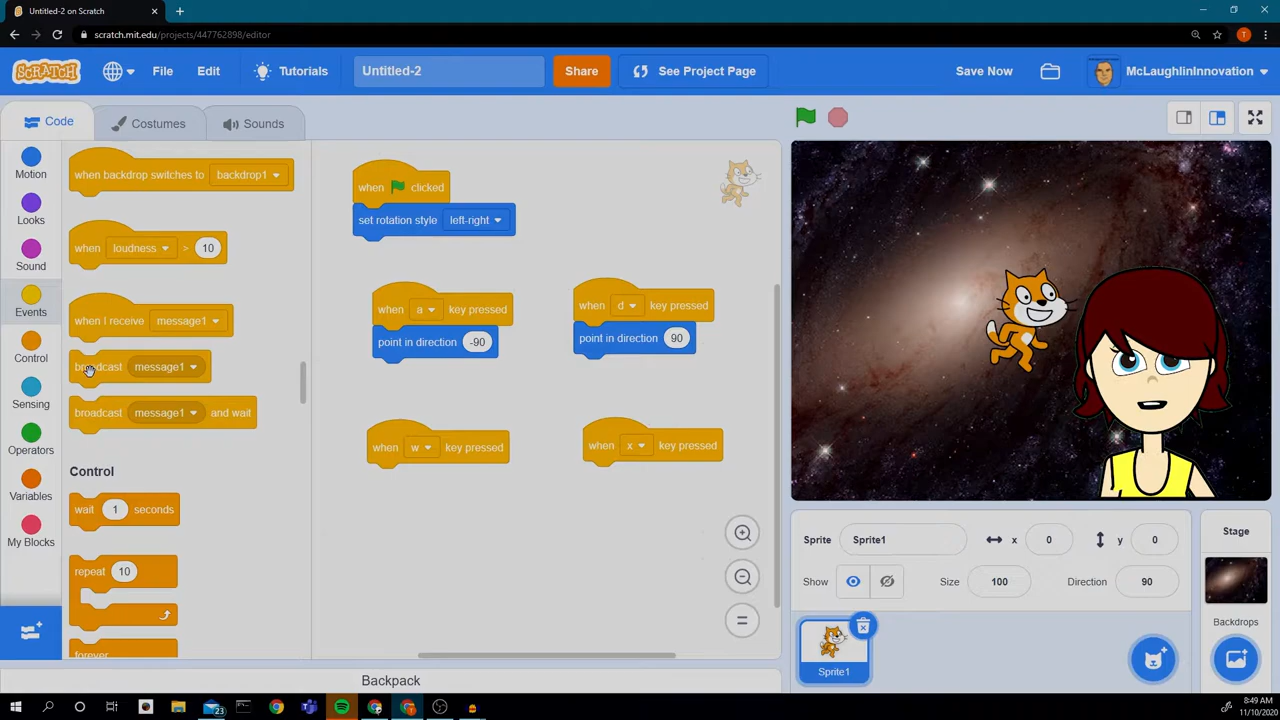 Untitled-2 on Scratch
scratch.mit.edu/projects/447762898/editor
T
SCRATCH
File
Edit
Tutorials
Untitled-2
Share
See Project Page
Save Now
McLaughlinInnovation
Code
Costumes
Sounds
Motion
Looks
Sound
Events
Control
Sensing
Operators
Variables
My Blocks
when backdrop switches to backdrop1
when loudness > 10
when I receive message1
broadcast message1
broadcast message1 and wait
Control
wait 1 seconds
repeat 10
forever
when clicked
set rotation style left-right
when a key pressed
point in direction -90
when d key pressed
point in direction 90
when w key pressed
when x key pressed
Backpack
Sprite
Sprite1
x 0
y 0
Show
Size 100
Direction 90
Sprite1
Stage
Backdrops
23
8:49 AM
11/10/2020